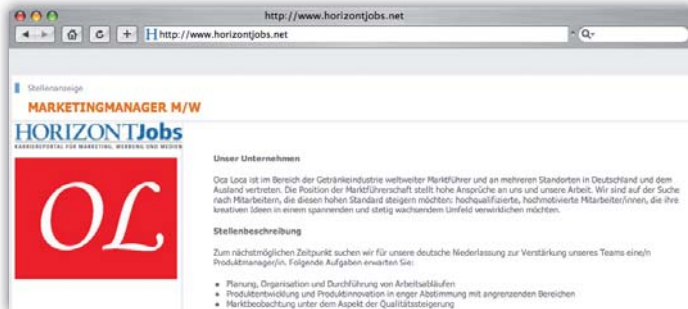 http://www.horizontjobs.net
http://www.horizontjobs.net
Stellenanzeige
MARKETINGMANAGER M/W
HORIZONTJobs
KARRIEREPORTAL FÜR MARKETING, WERBUNG UND MEDIEN
OL
Unser Unternehmen
Oca Loca ist im Bereich der Getränkeindustrie weltweiter Marktführer und an mehreren Standorten in Deutschland und dem
Ausland vertreten. Die Position der Marktführerschaft stellt hohe Ansprüche an uns und unsere Arbeit. Wir sind auf der Suche
nach Mitarbeitern, die diesen hohen Standard steigern möchten: hochqualifizierte, hochmotivierte Mitarbeiter/innen, die ihre
kreativen Ideen in einem spannenden und stetig wachsendem Umfeld verwirklichen möchten.
Stellenbeschreibung
Zum nächstmöglichen Zeitpunkt suchen wir für unsere deutsche Niederlassung zur Verstärkung unseres Teams eine/n
Produktmanager/in. Folgende Aufgaben erwarten Sie:
• Planung, Organisation und Durchführung von Arbeitsabläufen
• Produktentwicklung und Produktinnovation in enger Abstimmung mit angrenzenden Bereichen
• Marktbeobachtung unter dem Aspekt der Qualitätssteigerung